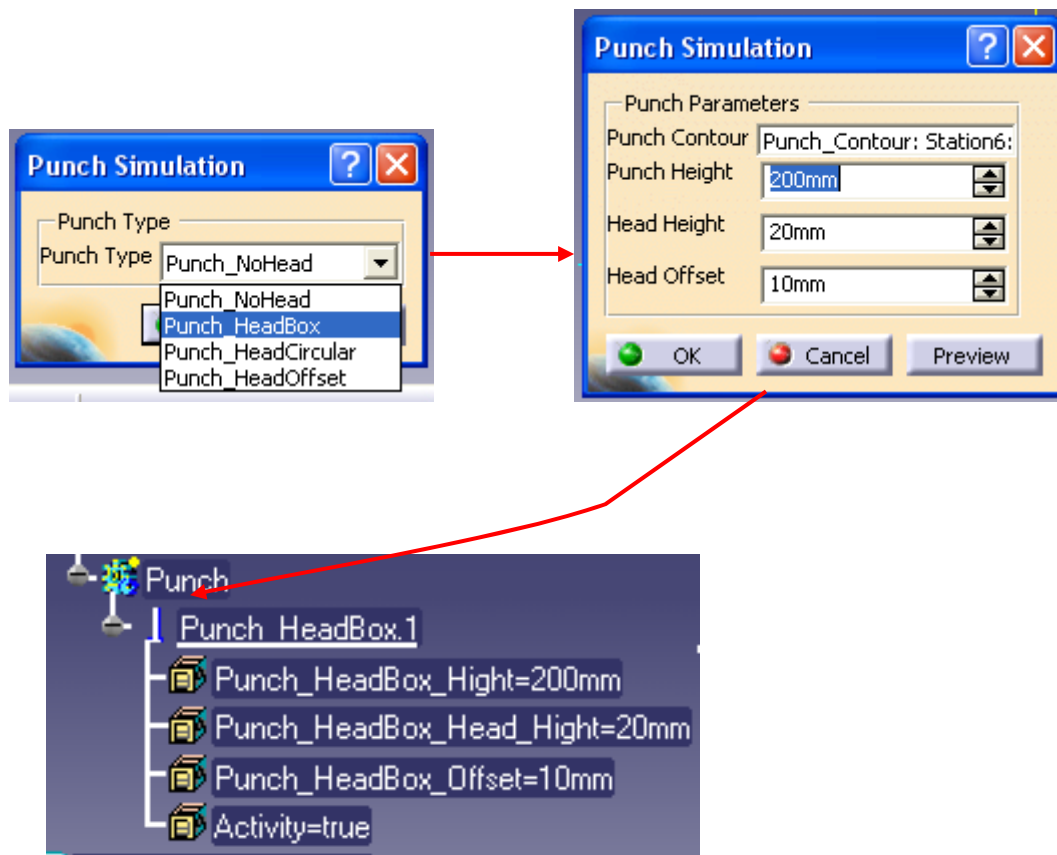 Punch Simulation
Punch Type
Punch Type Punch_NoHead
Punch_NoHead
Punch_HeadBox
Punch_HeadCircular
Punch_HeadOffset
Punch Simulation
Punch Parameters
Punch Contour Punch_Contour: Station6:
Punch Height 200mm
Head Height 20mm
Head Offset 10mm
OK Cancel Preview
Punch
Punch_HeadBox.1
Punch_HeadBox_Hight=200mm
Punch_HeadBox_Head_Hight=20mm
Punch_HeadBox_Offset=10mm
Activity=true